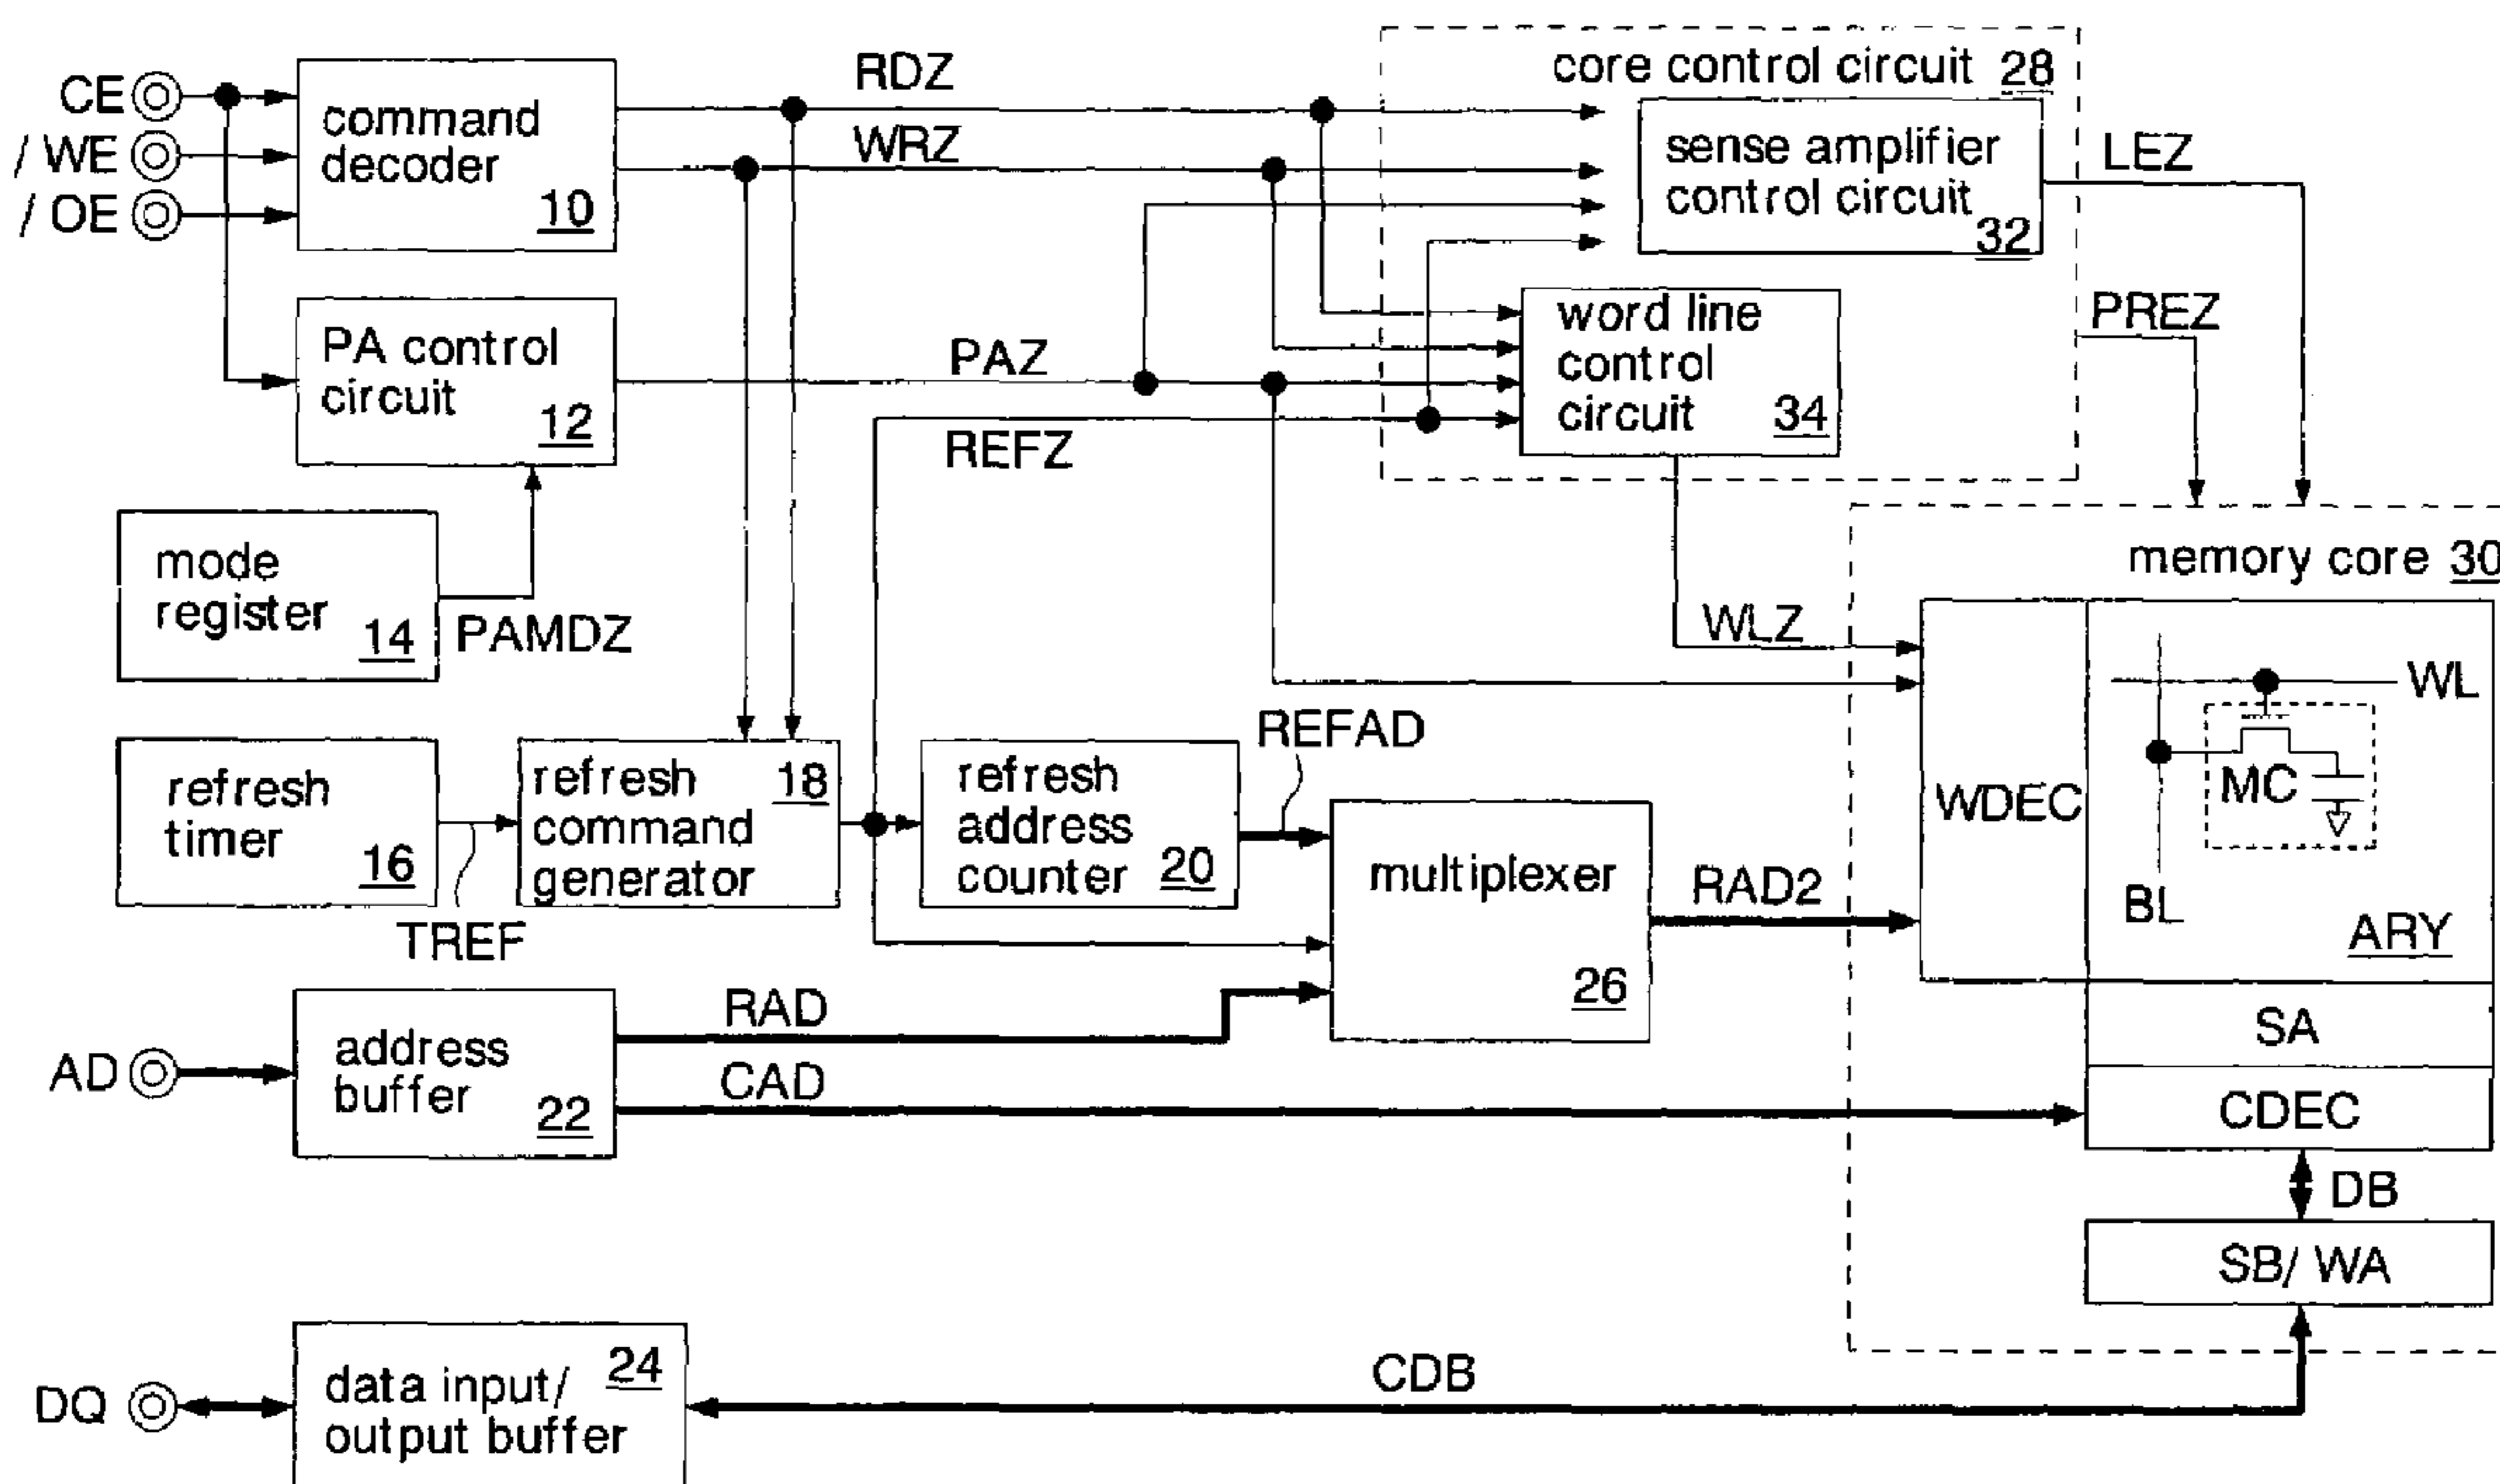 CE
/ WE
/ OE
command
decoder
10
RDZ
WRZ
core control circuit 28
sense amplifier
control circuit
32
LEZ
PA control
circuit
12
PAZ
REFZ
word line
control
circuit
34
PREZ
mode
register
14
PAMDZ
memory core 30
WLZ
WL
MC
WDEC
BL
ARY
refresh
timer
16
TREF
refresh
command
generator
18
refresh
address
counter
20
REFAD
multiplexer
26
RAD2
AD
address
buffer
22
RAD
CAD
SA
CDEC
DB
SB/ WA
DQ
data input/
output buffer
24
CDB